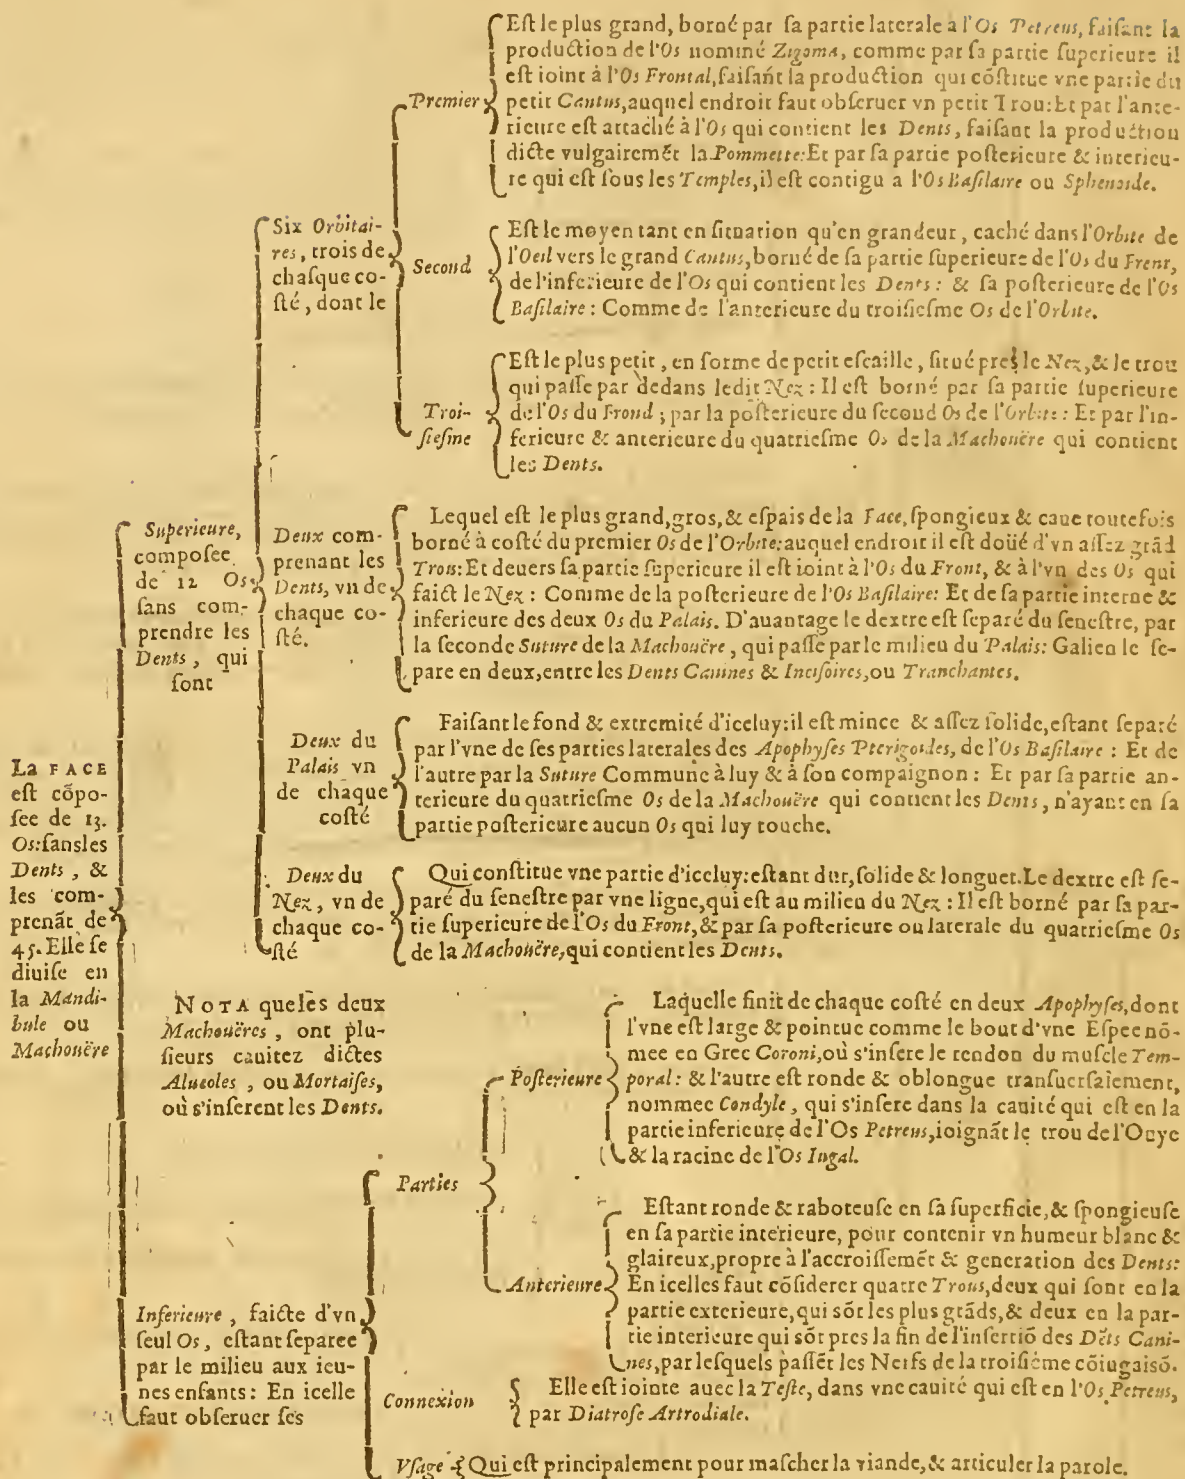 La FACE
est cõpo-
see de 13.
Os: sans les
Dents, &
les com-
prenãt de
45. Elle se
diuise en
la Mandi-
bule ou
Machouëre
Superieure,
composee
de 12 Os
sans com-
prendre les
Dents, qui
sont
Six Orbitai-
res, trois de
chasque co-
sté, dont le
Premier
Est le plus grand, borné par sa partie laterale a l'Os Petreus, faisant la
production de l'Os nommé Zigoma, comme par sa partie superieure il
est ioint à l'Os Frontal, faisant la production qui cõstitue vne partie du
petit Cantus, auquel endroit faut obseruer vn petit Trou: Et par l'ante-
rieure est attaché à l'Os qui contient les Dents, faisant la production
dicte vulgairemẽt la Pommette: Et par sa partie posterieure & interieu-
re qui est sous les Temples, il est contigu a l'Os Basilaire ou Sphenoide.
Second
Est le moyen tant en situation qu'en grandeur, caché dans l'Orbite de
l'Oeil vers le grand Cantus, borné de sa partie superieure de l'Os du Front,
de l'inferieure de l'Os qui contient les Dents: & sa posterieure de l'Os
Basilaire: Comme de l'anterieure du troisiesme Os de l'Orbite.
Troi-
siesme
Est le plus petit, en forme de petit escaille, situé pres le Nez, & le trou
qui passe par dedans ledit Nez: Il est borné par sa partie superieure
de l'Os du Frond; par la posterieure du second Os de l'Orbite: Et par l'in-
ferieure & anterieure du quatriesme Os de la Machouëre qui contient
les Dents.
Deux com-
prenant les
Dents, vn de
chaque co-
sté.
Lequel est le plus grand, gros, & espais de la Face, spongieux & caue toutefois
borné à costé du premier Os de l'Orbite: auquel endroit il est doüé d'vn assez grãd
Trou: Et deuers sa partie superieure il est ioint à l'Os du Front, & à l'vn des Os qui
faict le Nez: Comme de la posterieure de l'Os Basilaire: Et de sa partie interne &
inferieure des deux Os du Palais. D'auantage le dextre est separé du senestre, par
la seconde Suture de la Machouëre, qui passe par le milieu du Palais: Galien le se-
pare en deux, entre les Dents Canines & Incisoires, ou Tranchantes.
Deux du
Palais vn
de chaque
costé
Faisant le fond & extremité d'iceluy: il est mince & assez solide, estant separé
par l'vne de ses parties laterales des Apophyses Pterigoides, de l'Os Basilaire: Et de
l'autre par la Suture Commune à luy & à son compaignon: Et par sa partie an-
terieure du quatriesme Os de la Machouëre qui contient les Dents, n'ayant en sa
partie posterieure aucun Os qui luy touche.
Deux du
Nez, vn de
chaque co-
sté
Qui constitue vne partie d'iceluy: estant dur, solide & longuet. Le dextre est se-
paré du senestre par vne ligne, qui est au milieu du Nez: Il est borné par sa par-
tie superieure de l'Os du Front, & par sa posterieure ou laterale du quatriesme Os
de la Machouëre, qui contient les Dents.
NOTA que lès deux
Machouëres, ont plu-
sieurs cauitez dictes
Alueoles, ou Mortaises,
où s'inserent les Dents.
Inferieure, faicte d'vn
seul Os, estant separee
par le milieu aux ieu-
nes enfants: En icelle
faut obseruer ses
Parties
Posterieure
Laquelle finit de chaque costé en deux Apophyses, dont
l'vne est large & pointue comme le bout d'vne Espee nõ-
mee en Grec Coroni, où s'insere le tendon du muscle Tem-
poral: & l'autre est ronde & oblongue transuersalement,
nommee Condyle, qui s'insere dans la cauité qui est en la
partie inferieure de l'Os Petreus, ioignãt le trou de l'Ouye
& la racine de l'Os Iugal.
Anterieure
Estant ronde & raboteuse en sa superficie, & spongieuse
en sa partie interieure, pour contenir vn humeur blanc &
glaireux, propre à l'accroissemẽt & generation des Dents:
En icelles faut cõsiderer quatre Trous, deux qui sont en la
partie exterieure, qui sõt les plus grãds, & deux en la par-
tie interieure qui sõt pres la fin de l'insertiõ des Dẽts Cani-
nes, par lesquels passẽt les Nerfs de la troisiéme cõiugaisõ.
Connexion
Elle est iointe auec la Teste, dans vne cauité qui est en l'Os Petreus,
par Diatrose Artrodiale.
Vsage
Qui est principalement pour mascher la viande, & articuler la parole.